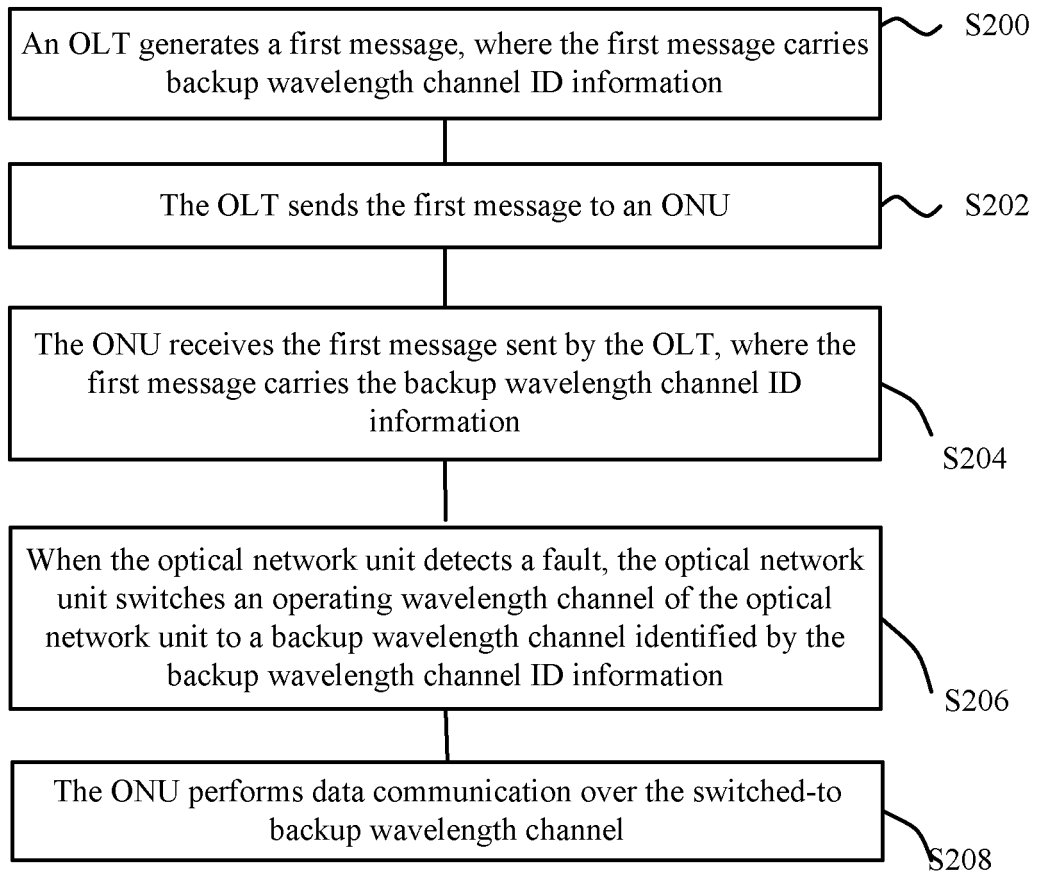 An OLT generates a first message, where the first message carries
backup wavelength channel ID information
S200
The OLT sends the first message to an ONU
S202
The ONU receives the first message sent by the OLT, where the
first message carries the backup wavelength channel ID
information
S204
When the optical network unit detects a fault, the optical network
unit switches an operating wavelength channel of the optical
network unit to a backup wavelength channel identified by the
backup wavelength channel ID information
S206
The ONU performs data communication over the switched-to
backup wavelength channel
S208